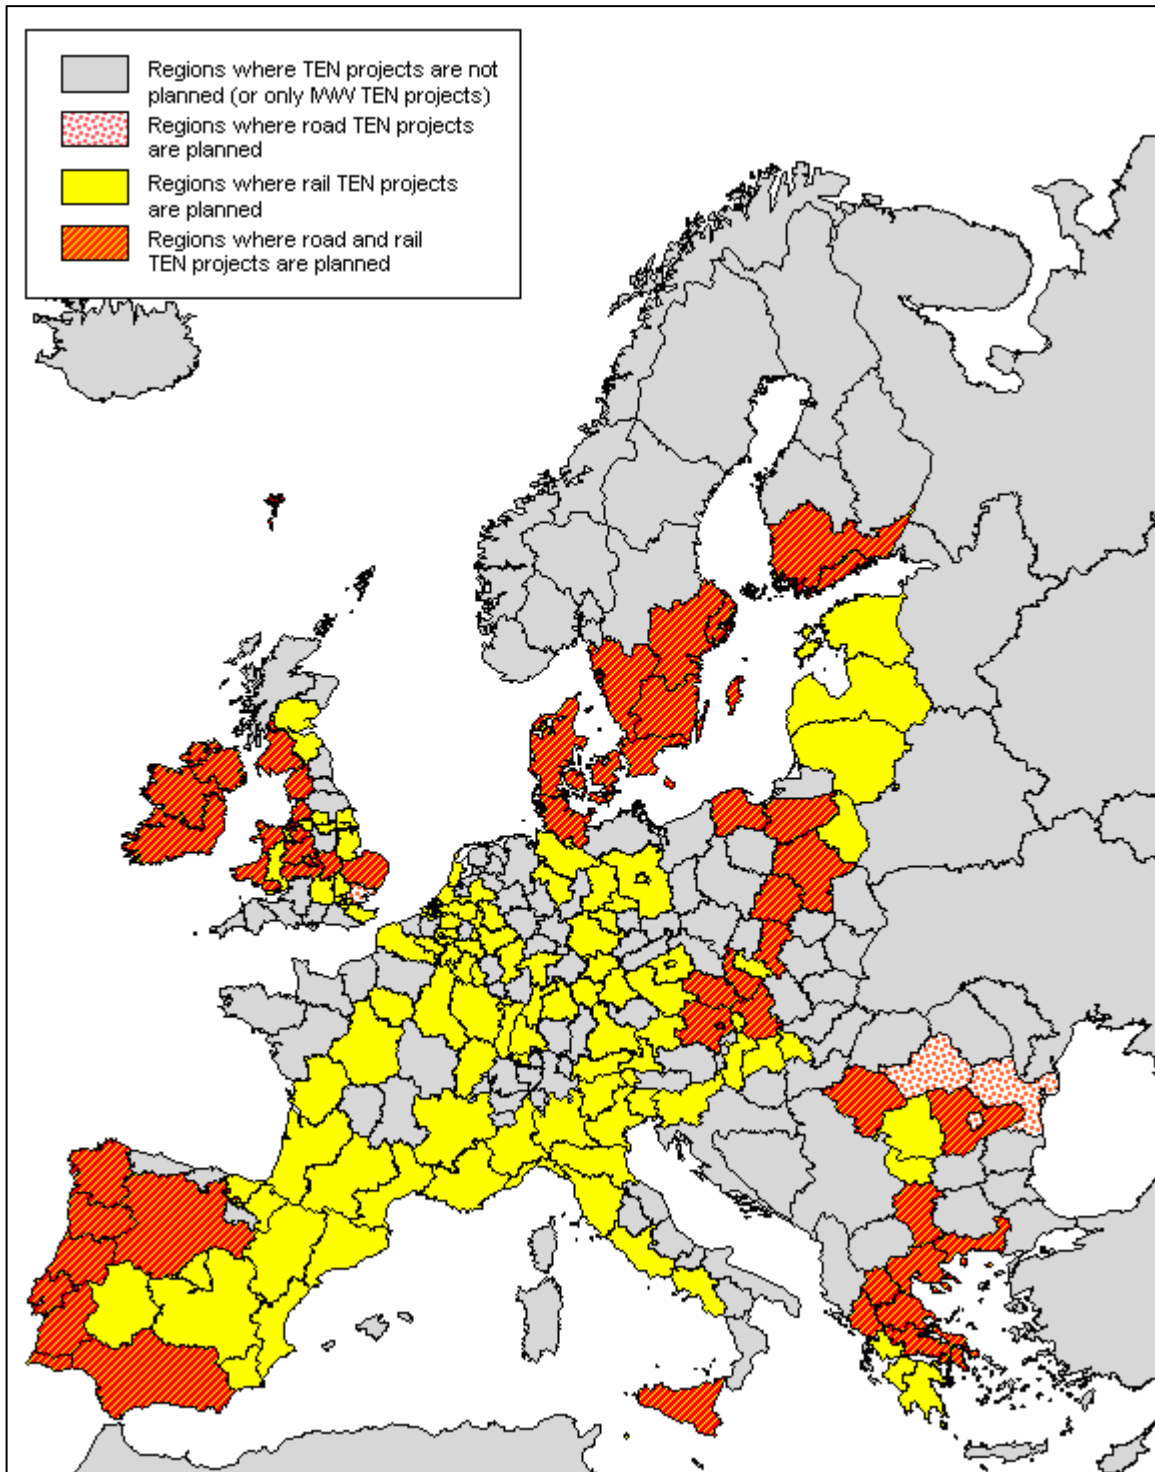 Regions where TEN projects are not
planned (or only IWW TEN projects)
Regions where road TEN projects
are planned
Regions where rail TEN projects
are planned
Regions where road and rail
TEN projects are planned